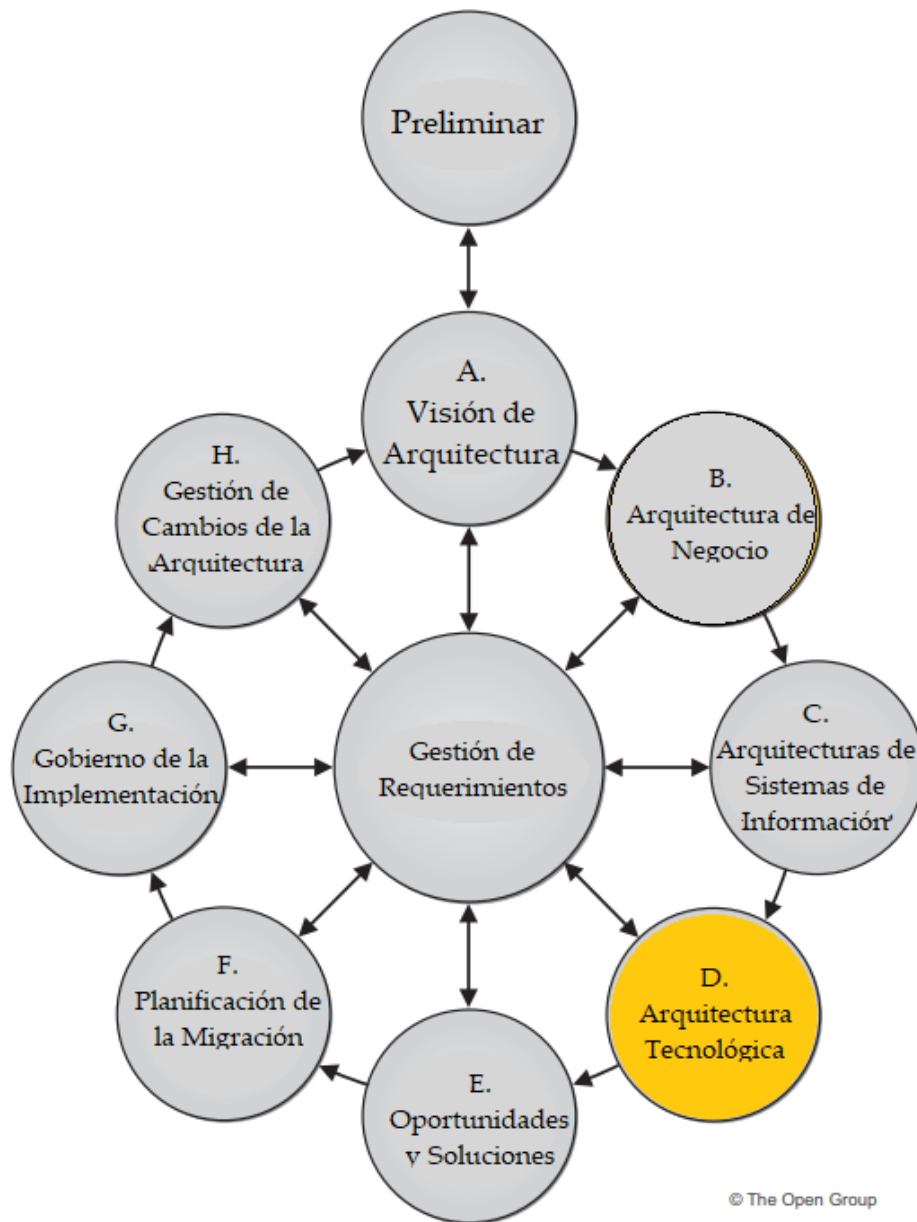 Preliminar
A.
Visión de
Arquitectura
B.
Arquitectura de
Negocio
C.
Arquitecturas de
Sistemas de
Información
D.
Arquitectura
Tecnológica
E.
Oportunidades
y Soluciones
F.
Planificación de
la Migración
G.
Gobierno de la
Implementación
H.
Gestión de
Cambios de la
Arquitectura
Gestión de
Requerimientos
© The Open Group